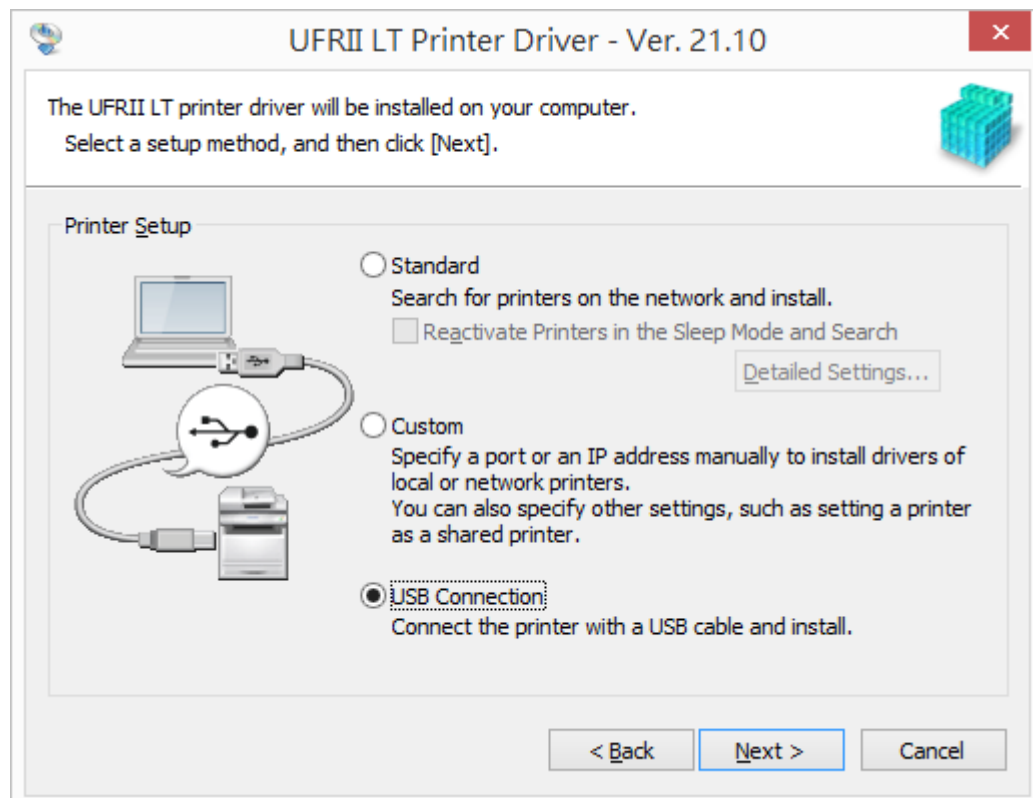 UFRII LT Printer Driver - Ver. 21.10
The UFRII LT printer driver will be installed on your computer.
Select a setup method, and then click [Next].
Printer Setup
Standard
Search for printers on the network and install.
Reactivate Printers in the Sleep Mode and Search
Detailed Settings...
Custom
Specify a port or an IP address manually to install drivers of
local or network printers.
You can also specify other settings, such as setting a printer
as a shared printer.
USB Connection
Connect the printer with a USB cable and install.
< Back
Next >
Cancel